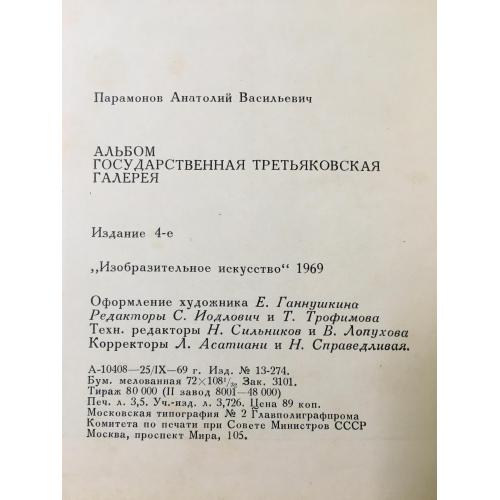 Парамонов Анатолий Васильевич
АЛЬБОМ
ГОСУДАРСТВЕННАЯ ТРЕТЬЯКОВСКАЯ
ГАЛЕРЕЯ
Издание 4-е
„Изобразительное искусство“ 1969
Оформление художника Е. Ганнушкина
Редакторы С. Иодлович и Т. Трофимова
Техн. редакторы Н. Сильников и В. Лопухова
Корректоры Л. Асатиани и Н. Справедливая.
А-10408—25/IX—69 г. Изд. № 13-274.
Бум. мелованная 72×108¹/₃₂ Зак. 3101.
Тираж 80 000 (II завод 8001—48 000)
Печ. л. 3,5. Уч.-изд. л. 3,726. Цена 89 коп.
Московская типография № 2 Главполиграфпрома
Комитета по печати при Совете Министров СССР
Москва, проспект Мира, 105.